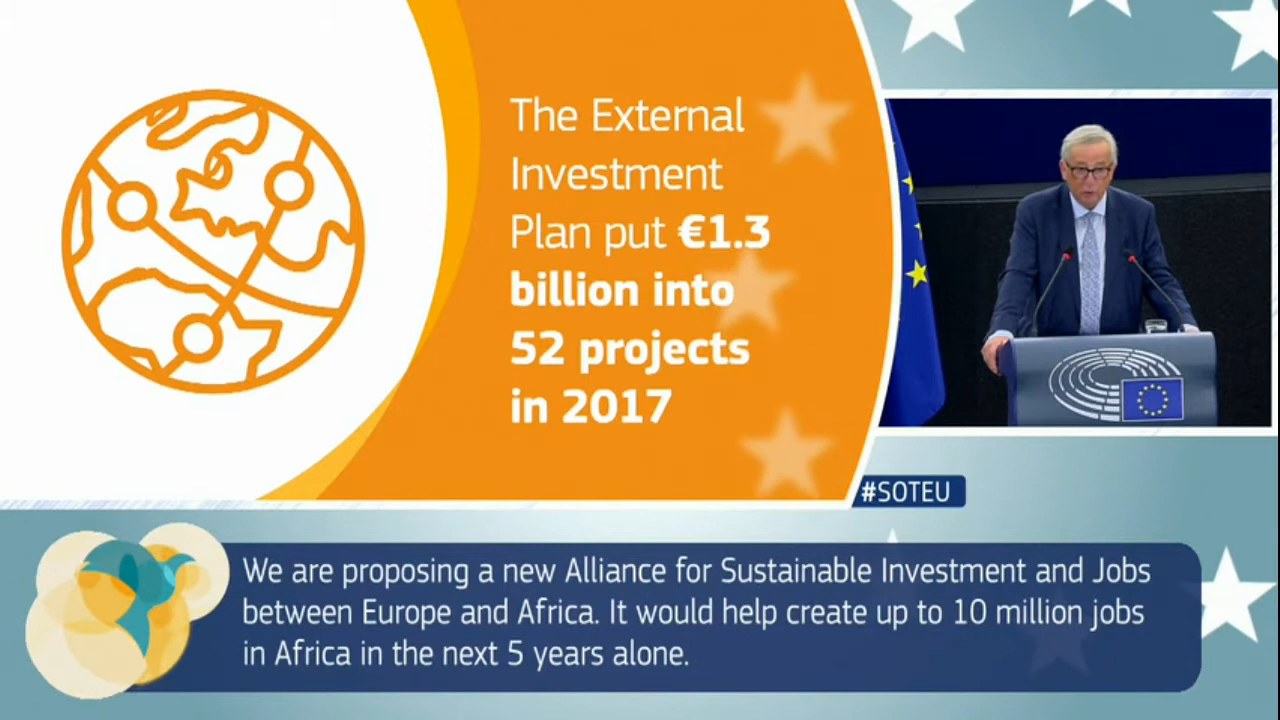 The External
Investment
Plan put €1.3
billion into
52 projects
in 2017
#SOTEU
We are proposing a new Alliance for Sustainable Investment and Jobs
between Europe and Africa. It would help create up to 10 million jobs
in Africa in the next 5 years alone.